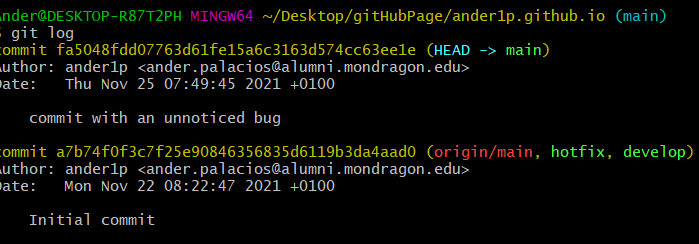 Ander@DESKTOP-R87T2PH MINGW64 ~/Desktop/gitHubPage/ander1p.github.io (main)
$ git log
commit fa5048fdd07763d61fe15a6c3163d574cc63ee1e (HEAD -> main)
Author: ander1p <ander.palacios@alumni.mondragon.edu>
Date:   Thu Nov 25 07:49:45 2021 +0100
    commit with an unnoticed bug
commit a7b74f0f3c7f25e90846356835d6119b3da4aad0 (origin/main, hotfix, develop)
Author: ander1p <ander.palacios@alumni.mondragon.edu>
Date:   Mon Nov 22 08:22:47 2021 +0100
    Initial commit